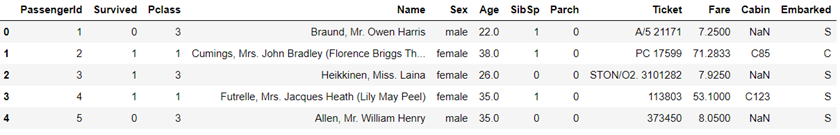 PassengerId Survived Pclass Name Sex Age SibSp Parch Ticket Fare Cabin Embarked
0 1 0 3 Braund, Mr. Owen Harris male 22.0 1 0 A/5 21171 7.2500 NaN S
1 2 1 1 Cumings, Mrs. John Bradley (Florence Briggs Th... female 38.0 1 0 PC 17599 71.2833 C85 C
2 3 1 3 Heikkinen, Miss. Laina female 26.0 0 0 STON/O2. 3101282 7.9250 NaN S
3 4 1 1 Futrelle, Mrs. Jacques Heath (Lily May Peel) female 35.0 1 0 113803 53.1000 C123 S
4 5 0 3 Allen, Mr. William Henry male 35.0 0 0 373450 8.0500 NaN S